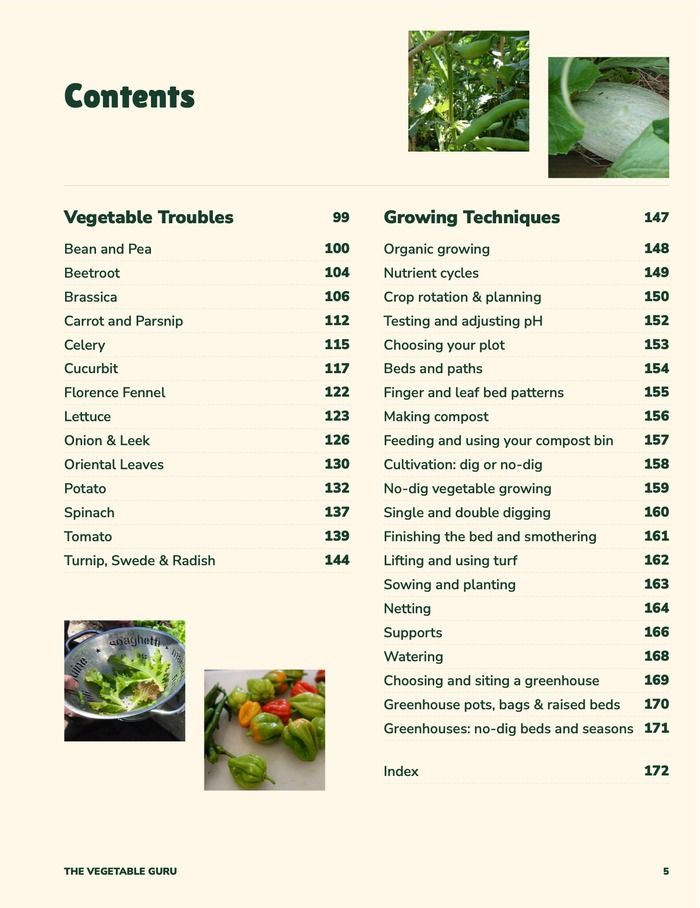 Contents
Vegetable Troubles 99
Bean and Pea 100
Beetroot 104
Brassica 106
Carrot and Parsnip 112
Celery 115
Cucurbit 117
Florence Fennel 122
Lettuce 123
Onion & Leek 126
Oriental Leaves 130
Potato 132
Spinach 137
Tomato 139
Turnip, Swede & Radish 144
spaghetti
Growing Techniques 147
Organic growing 148
Nutrient cycles 149
Crop rotation & planning 150
Testing and adjusting pH 152
Choosing your plot 153
Beds and paths 154
Finger and leaf bed patterns 155
Making compost 156
Feeding and using your compost bin 157
Cultivation: dig or no-dig 158
No-dig vegetable growing 159
Single and double digging 160
Finishing the bed and smothering 161
Lifting and using turf 162
Sowing and planting 163
Netting 164
Supports 166
Watering 168
Choosing and siting a greenhouse 169
Greenhouse pots, bags & raised beds 170
Greenhouses: no-dig beds and seasons 171
Index 172
THE VEGETABLE GURU 5